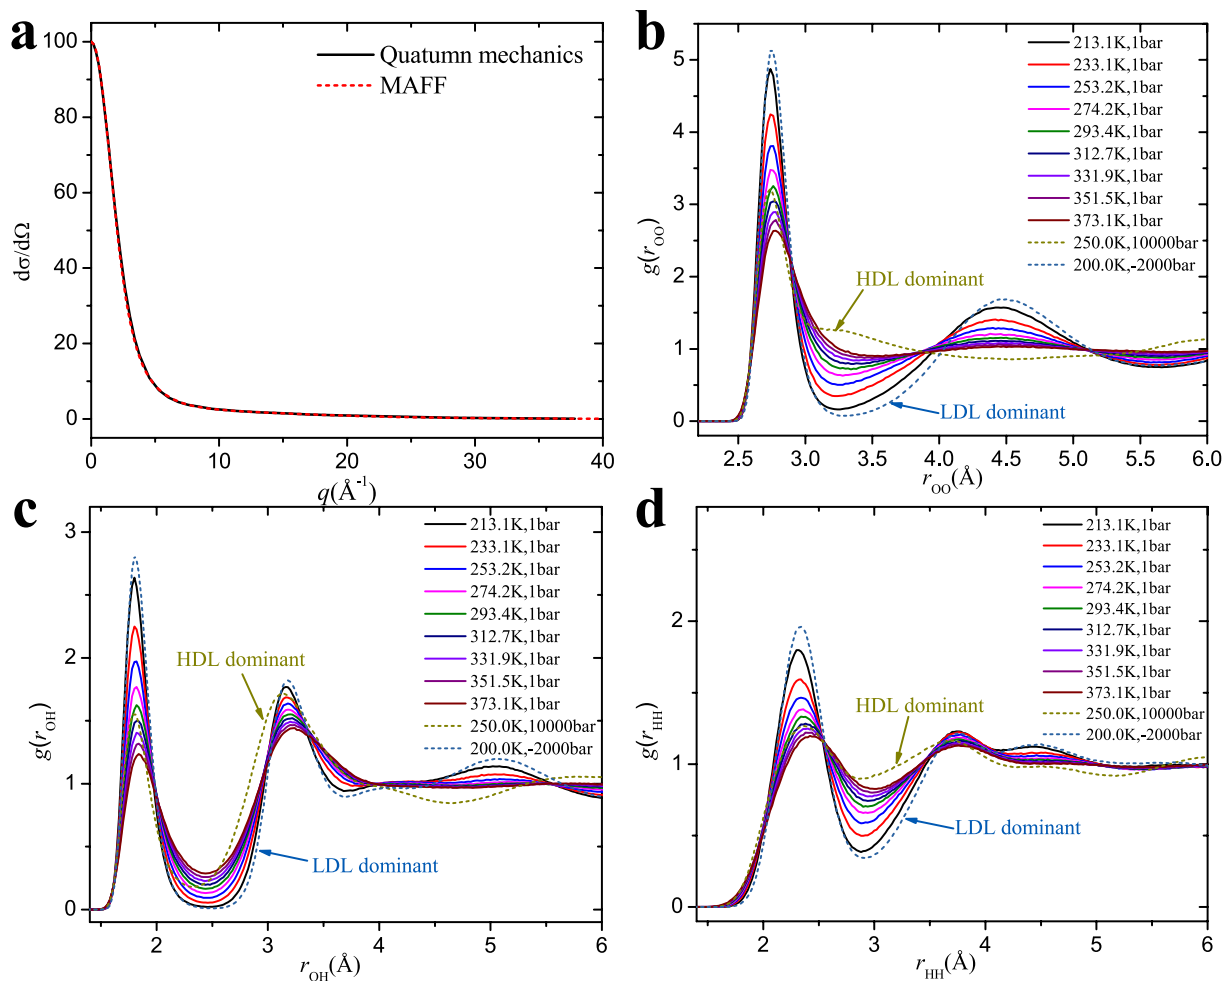 a
100
80
60
40
20
0
dσ/dΩ
0
10
20
30
40
q(Å⁻¹)
Quatumn mechanics
MAFF
b
5
4
3
2
1
0
g(r_OO)
2.5
3.0
3.5
4.0
4.5
5.0
5.5
6.0
r_OO(Å)
213.1K,1bar
233.1K,1bar
253.2K,1bar
274.2K,1bar
293.4K,1bar
312.7K,1bar
331.9K,1bar
351.5K,1bar
373.1K,1bar
250.0K,10000bar
200.0K,-2000bar
HDL dominant
LDL dominant
c
3
2
1
0
g(r_OH)
2
3
4
5
6
r_OH(Å)
213.1K,1bar
233.1K,1bar
253.2K,1bar
274.2K,1bar
293.4K,1bar
312.7K,1bar
331.9K,1bar
351.5K,1bar
373.1K,1bar
250.0K,10000bar
200.0K,-2000bar
HDL dominant
LDL dominant
d
2
1
0
g(r_HH)
2
3
4
5
6
r_HH(Å)
213.1K,1bar
233.1K,1bar
253.2K,1bar
274.2K,1bar
293.4K,1bar
312.7K,1bar
331.9K,1bar
351.5K,1bar
373.1K,1bar
250.0K,10000bar
200.0K,-2000bar
HDL dominant
LDL dominant